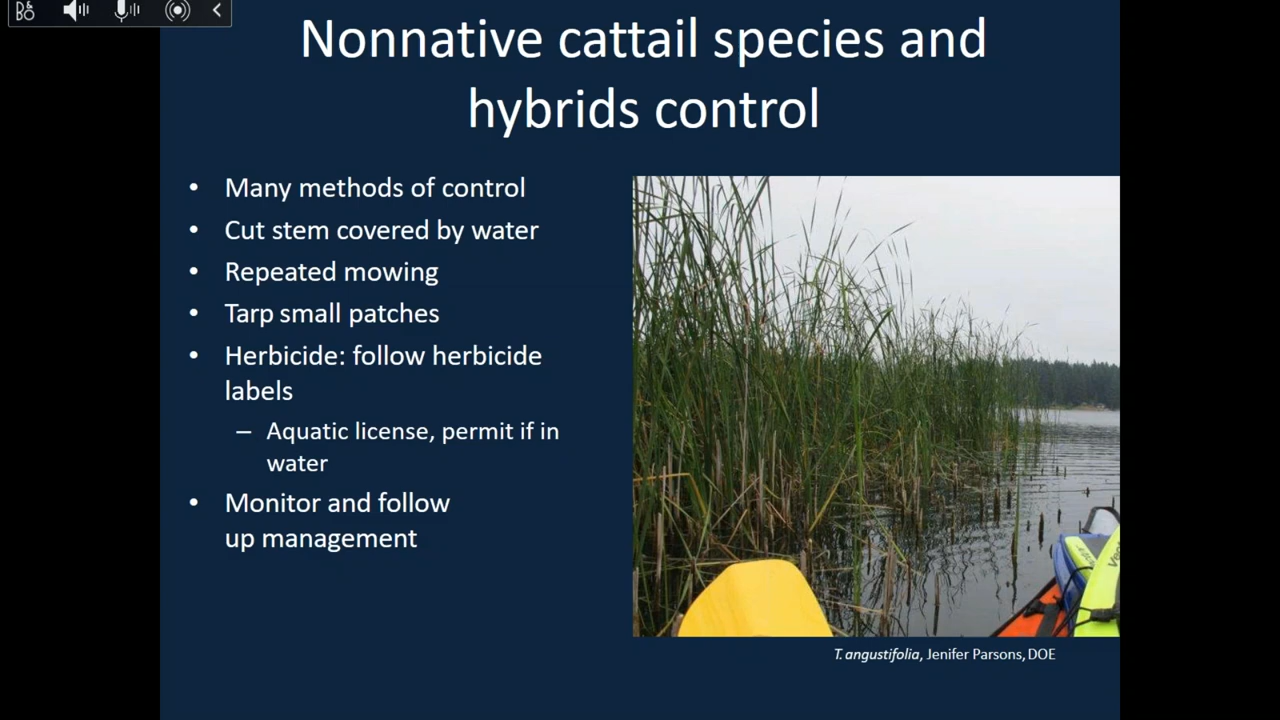 Nonnative cattail species and
hybrids control
• Many methods of control
• Cut stem covered by water
• Repeated mowing
• Tarp small patches
• Herbicide: follow herbicide
labels
– Aquatic license, permit if in
water
• Monitor and follow
up management
T. angustifolia, Jenifer Parsons, DOE